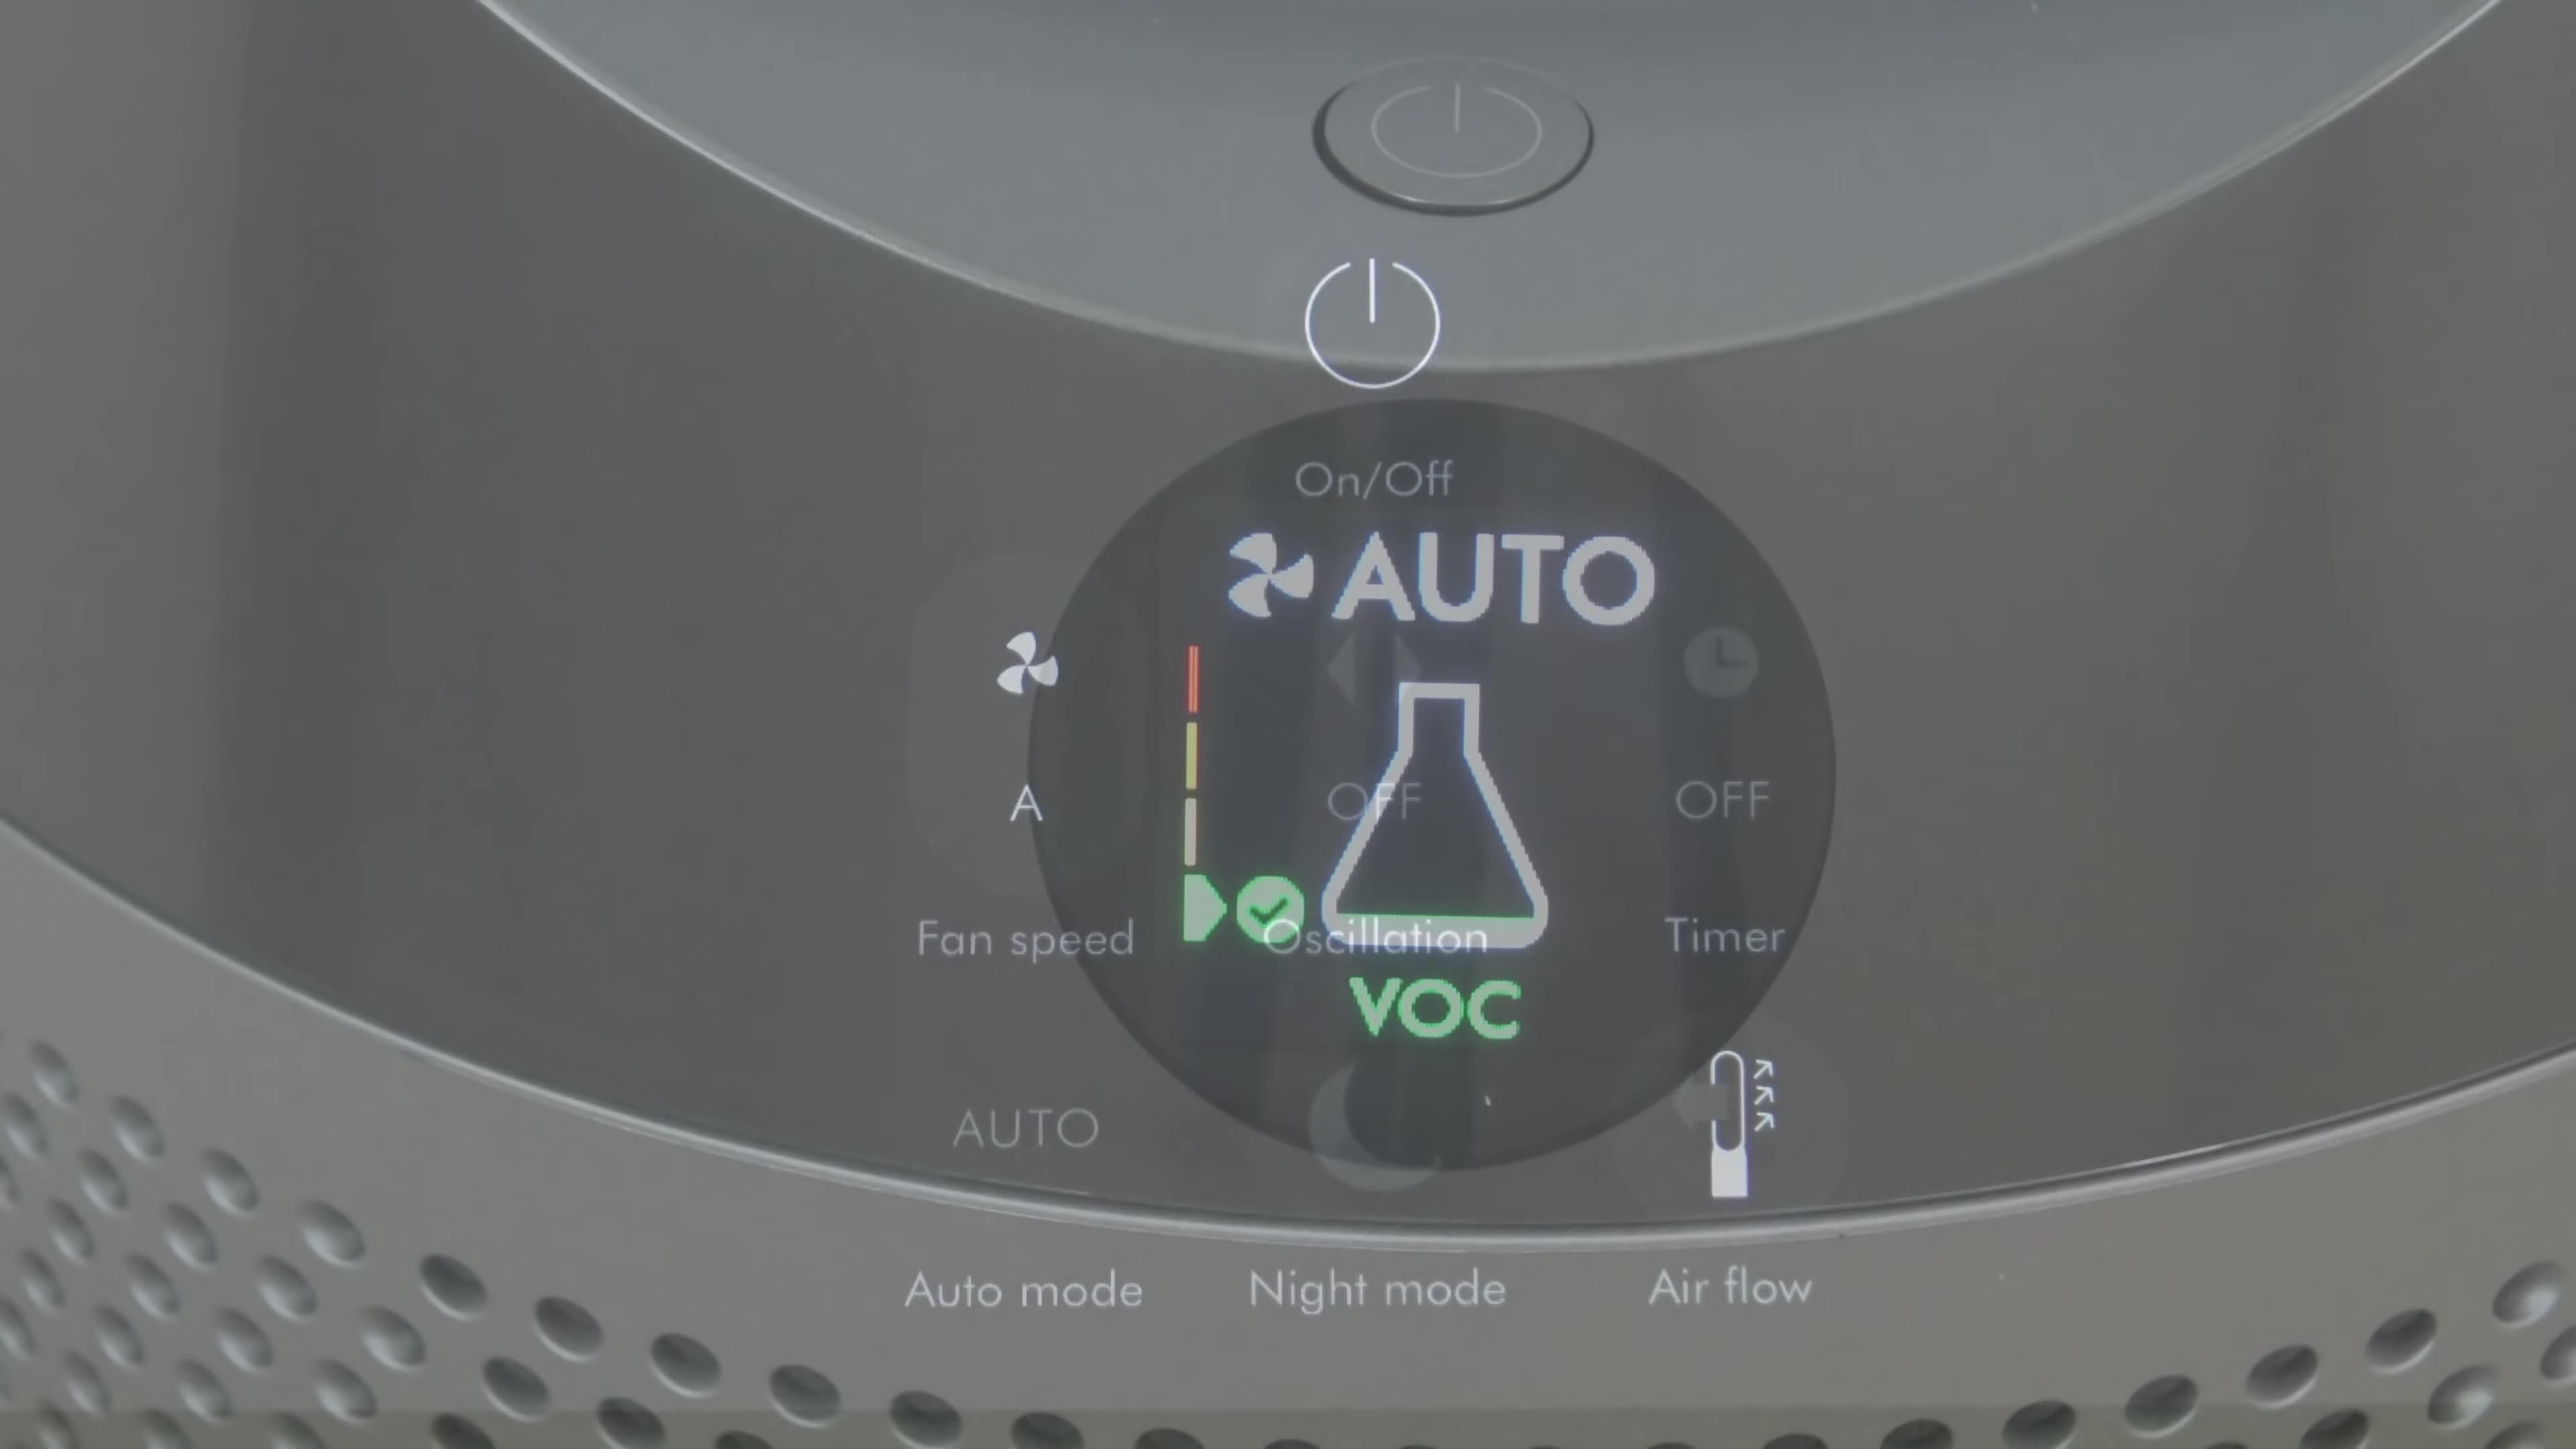 On/Off
AUTO
A
OFF
OFF
Fan speed
Oscillation
Timer
VOC
AUTO
Auto mode
Night mode
Air flow